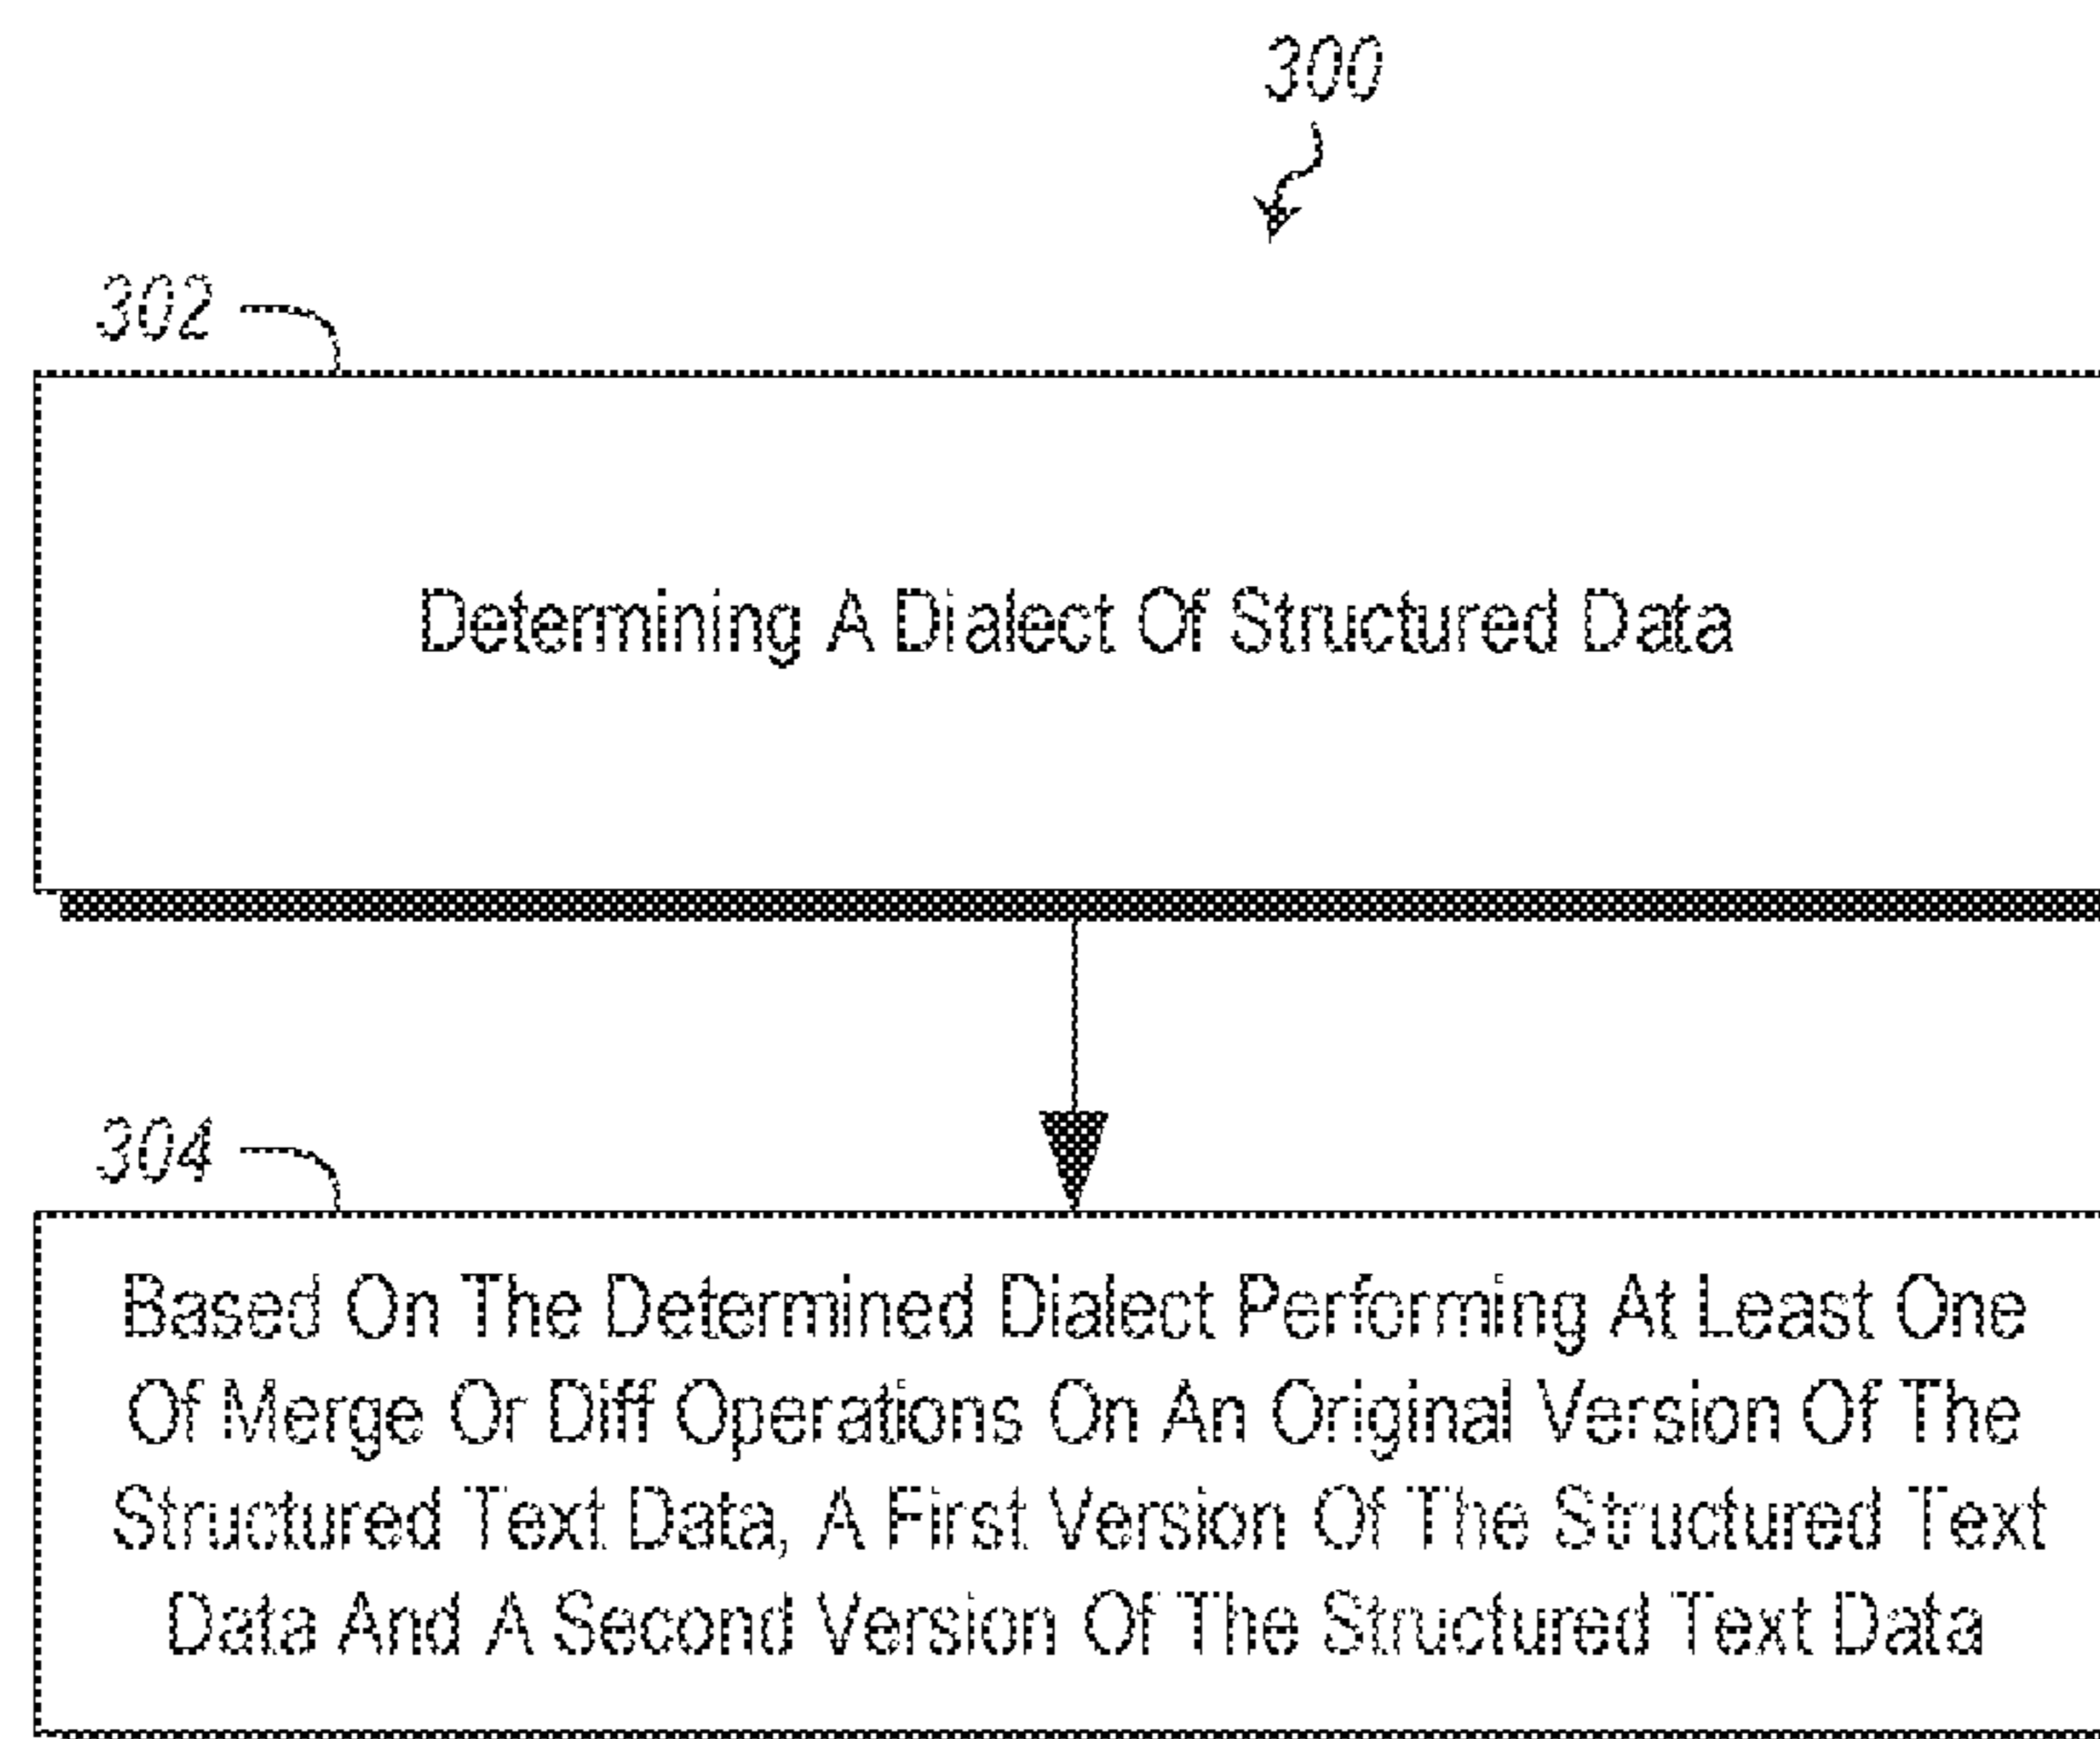 300
302
Determining A Dialect Of Structured Data
304
Based On The Determined Dialect Performing At Least One
Of Merge Or Diff Operations On An Original Version Of The
Structured Text Data, A First Version Of The Structured Text
Data And A Second Version Of The Structured Text Data